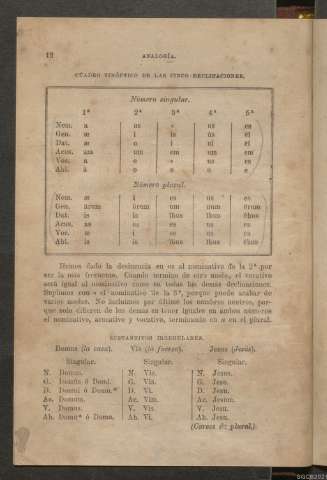 12 ANALOGÍA.
CUADRO SINÓPTICO DE LAS CINCO DECLINACIONES.
Número singular.
1ª 2ª 3ª 4ª 5ª
Nom. a us * us es
Gen. æ i is ûs ei
Dat. æ o i ui ei
Acus. am um em um em
Voc. a e * us es
Abl. â o e u e
Número plural.
Nom. æ i es us es
Gen. ârum ôrum um uum êrum
Dat. is is ibus ibus êbus
Acus. as os es us es
Voc. æ i es us es
Abl. is is ibus ibus êbus
Hemos dado la desinencia en us al nominativo de la 2ª por
ser la más frecuente. Cuando termine de otro modo, el vocativo
será igual al nominativo como en todas las demas declinaciones.
Suplimos con * el nominativo de la 3ª, porque puede acabar de
varios modos. No incluimos por último los nombres neutros, por-
que solo difieren de los demas en tener iguales en ambos números
el nominativo, acusativo y vocativo, terminando en a en el plural.
SUSTANTIVOS IRREGULARES.
Domus (la casa). Vis (la fuerza). Jesus (Jesús).
Singular. Singular. Singular.
N. Domus. N. Vis. N. Jesus.
G. Domûs ó Domi. G. Vis. G. Jesu.
D. Domui ó Domo.* D. Vi. D. Jesu.
Ac. Domum. Ac. Vim. Ac. Jesum.
V. Domus. V. Vis. V. Jesu.
Ab. Domu* ó Domo. Ab. Vi. Ab. Jesu.
(Carece de plural.)